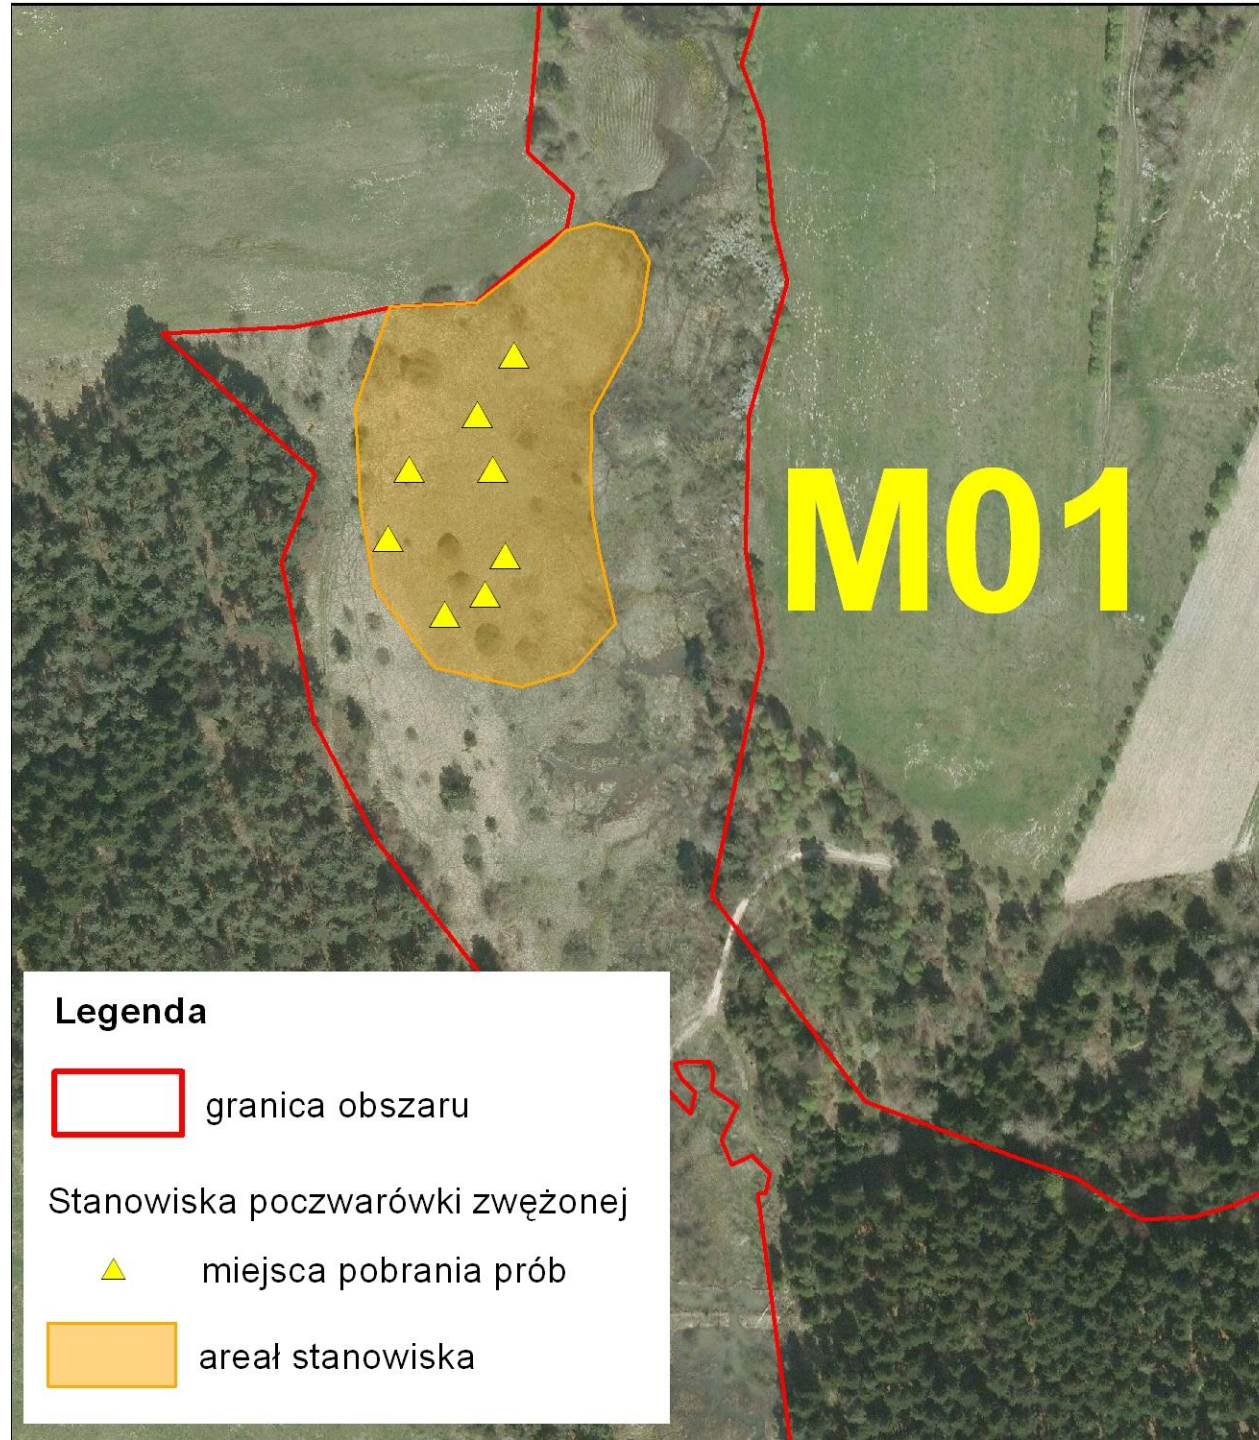 M01
Legenda
granica obszaru
Stanowiska poczwarówki zwężonej
miejsca pobrania prób
areał stanowiska